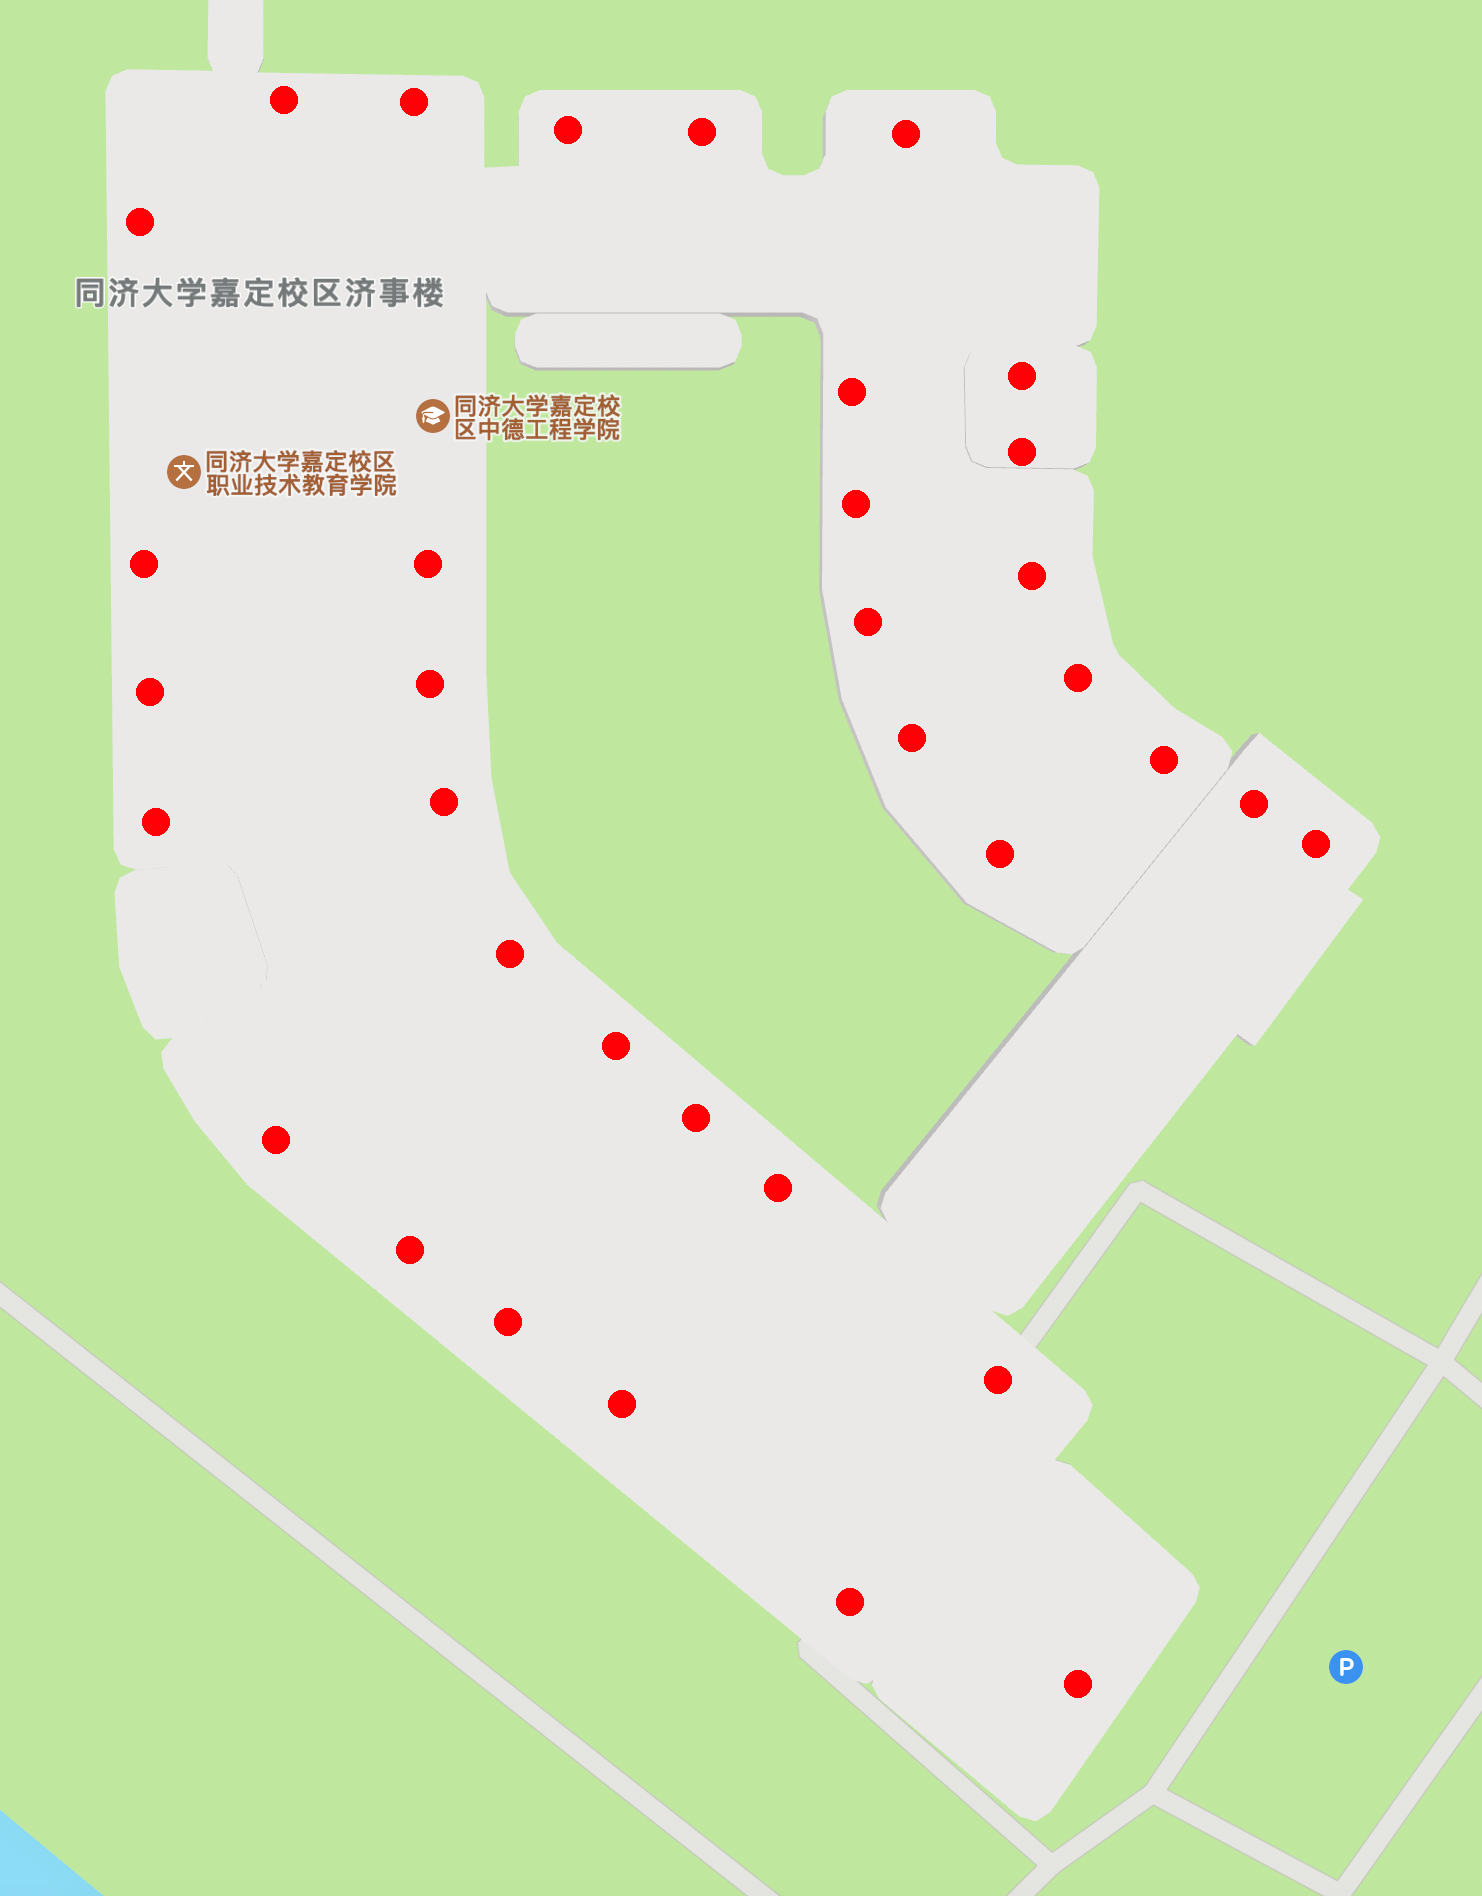 同济大学嘉定校区济事楼
同济大学嘉定校
区中德工程学院
文
同济大学嘉定校区
职业技术教育学院
P